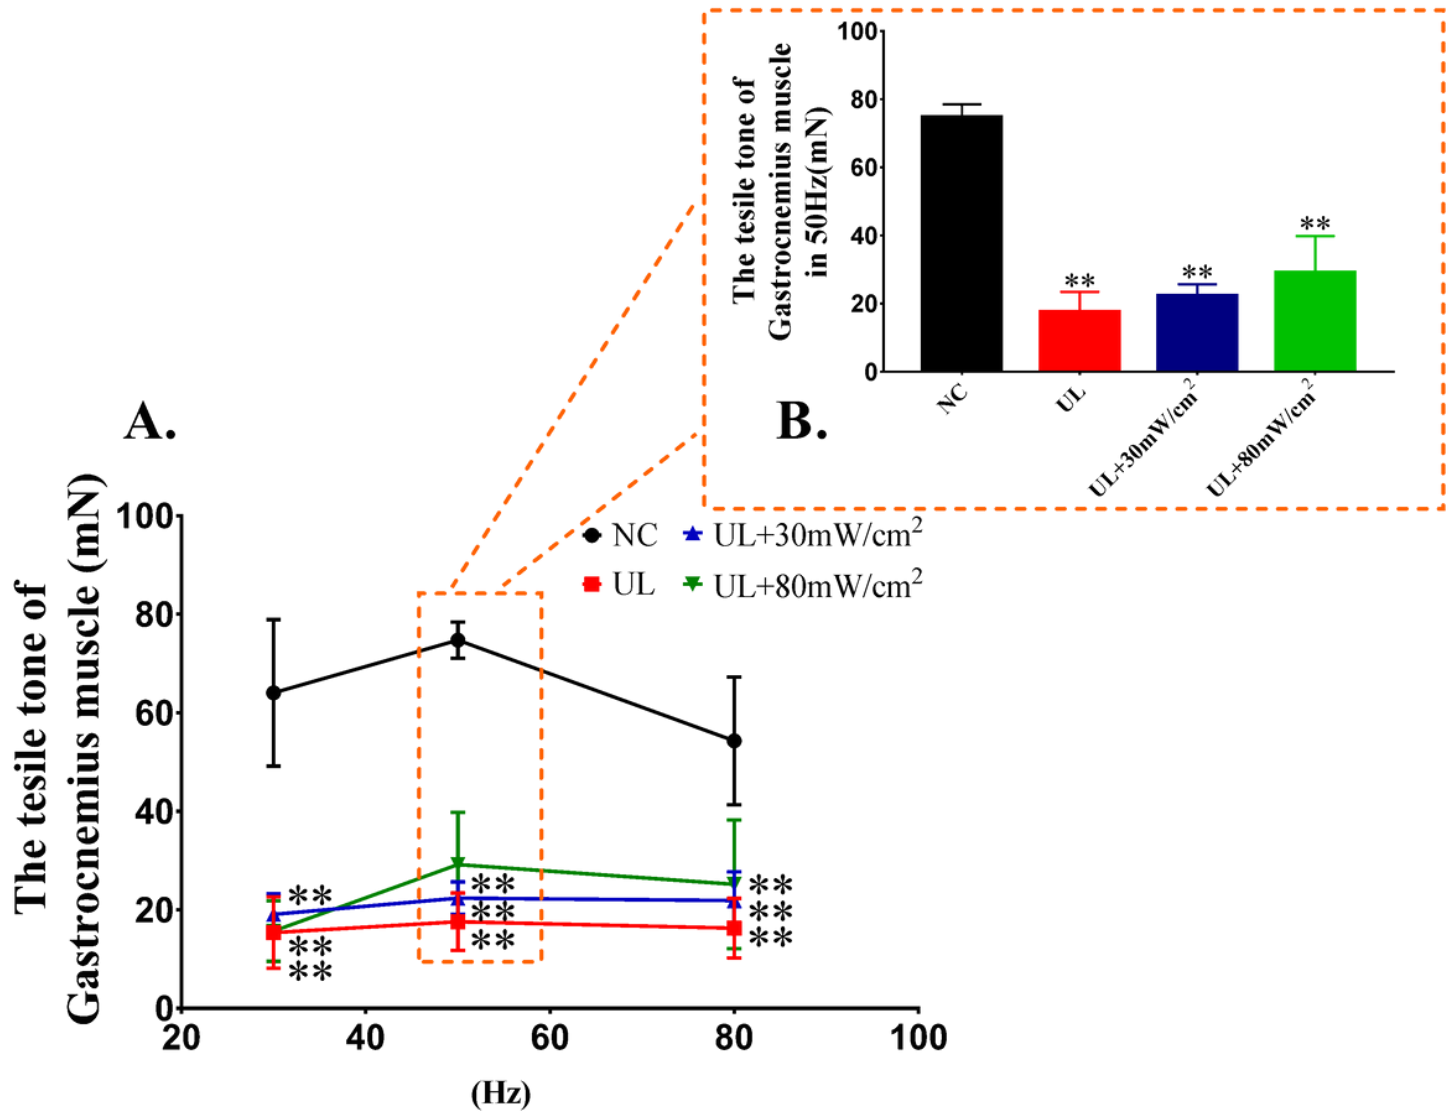 100
80
60
40
20
0
The tesile tone of
Gastrocnemius muscle
in 50Hz(mN)
**
**
**
NC
UL
UL+30mW/cm²
UL+80mW/cm²
B.
A.
The tesile tone of
Gastrocnemius muscle (mN)
100
80
60
40
20
0
NC UL+30mW/cm²
UL UL+80mW/cm²
**
**
**
**
**
**
**
**
**
20 40 60 80 100
(Hz)